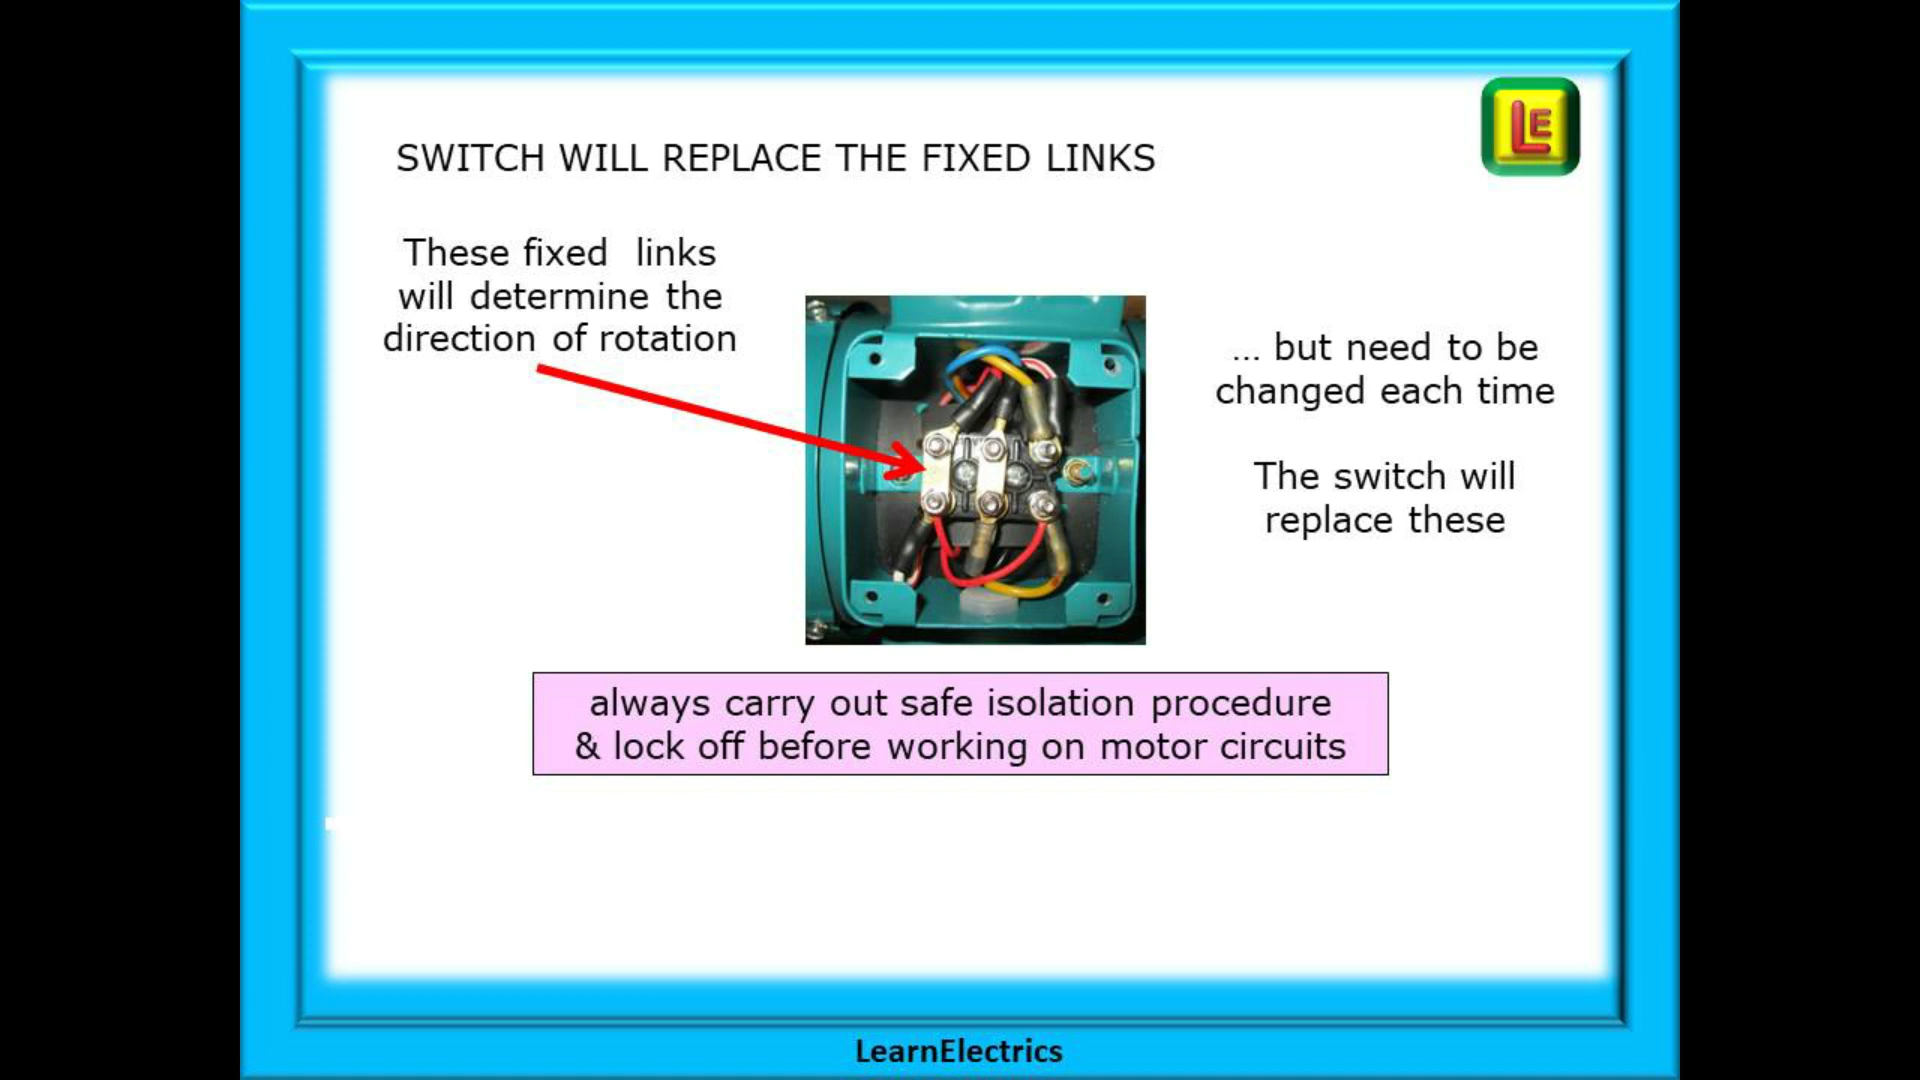 SWITCH WILL REPLACE THE FIXED LINKS
LE
These fixed links
will determine the
direction of rotation
... but need to be
changed each time
The switch will
replace these
always carry out safe isolation procedure
& lock off before working on motor circuits
LearnElectrics